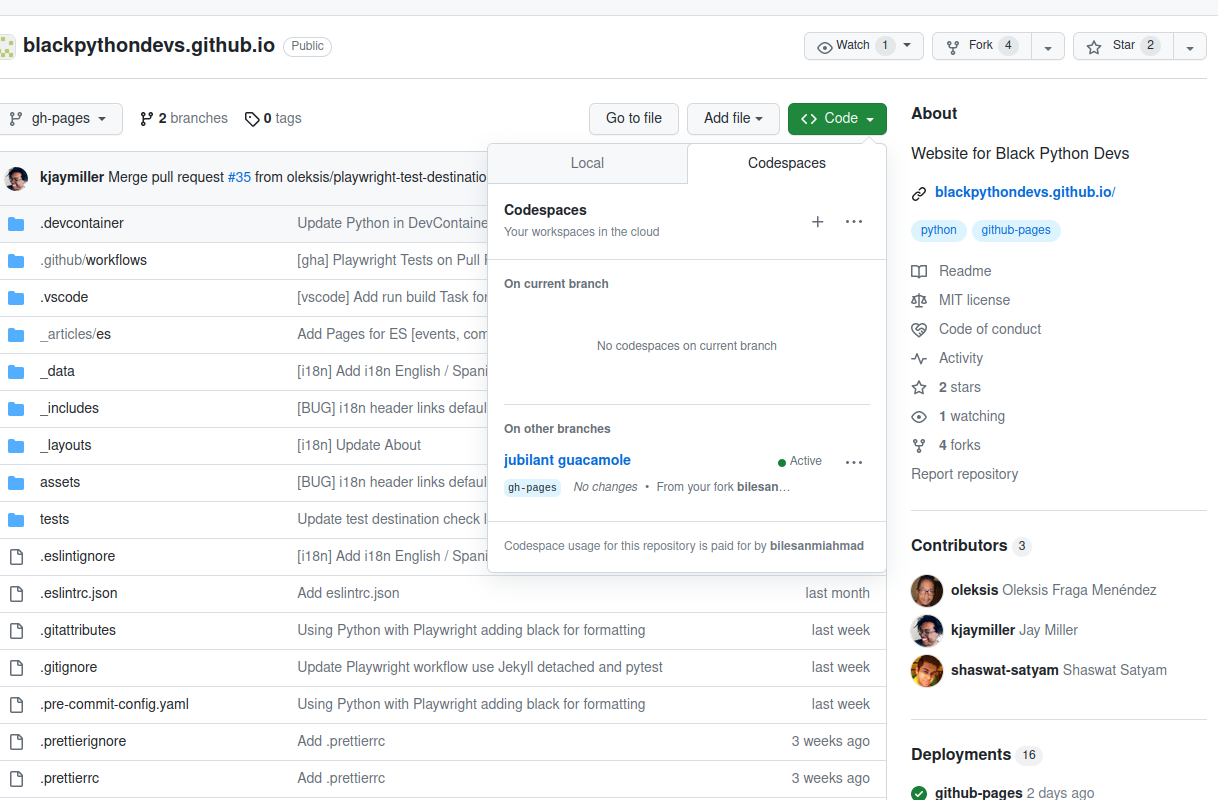 blackpythondevs.github.io Public Watch 1 Fork 4 Star 2
gh-pages 2 branches 0 tags Go to file Add file Code
kjaymiller Merge pull request #35 from oleksis/playwright-test-destinatio
.devcontainer Update Python in DevContaine
.github/workflows [gha] Playwright Tests on Pull
.vscode [vscode] Add run build Task for
_articles/es Add Pages for ES [events, com
_data [i18n] Add i18n English / Spani
_includes [BUG] i18n header links defaul
_layouts [i18n] Update About
assets [BUG] i18n header links defaul
tests Update test destination check
.eslintignore [i18n] Add i18n English / Spani
.eslintrc.json Add eslintrc.json last month
.gitattributes Using Python with Playwright adding black for formatting last week
.gitignore Update Playwright workflow use Jekyll detached and pytest last week
.pre-commit-config.yaml Using Python with Playwright adding black for formatting last week
.prettierignore Add .prettierrc 3 weeks ago
.prettierrc Add .prettierrc 3 weeks ago
Local Codespaces
Codespaces
Your workspaces in the cloud
On current branch
No codespaces on current branch
On other branches
jubilant guacamole Active
gh-pages No changes • From your fork bilesan…
Codespace usage for this repository is paid for by bilesanmiahmad
About
Website for Black Python Devs
blackpythondevs.github.io/
python github-pages
Readme
MIT license
Code of conduct
Activity
2 stars
1 watching
4 forks
Report repository
Contributors 3
oleksis Oleksis Fraga Menéndez
kjaymiller Jay Miller
shaswat-satyam Shaswat Satyam
Deployments 16
github-pages 2 days ago